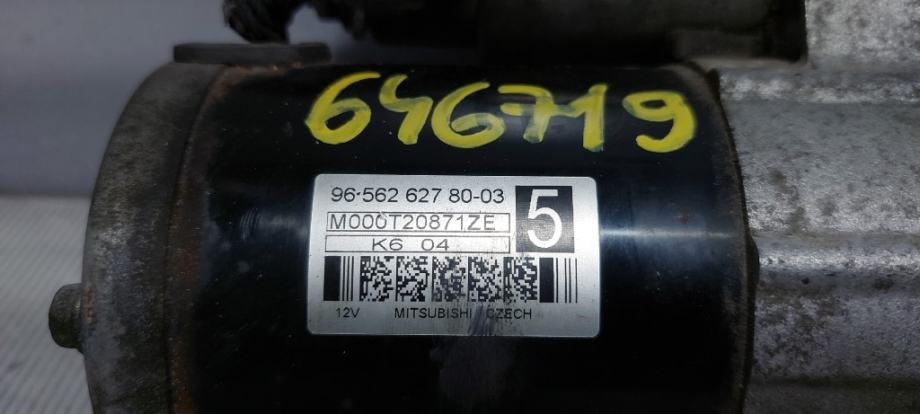 646719
96·562 627 80-03
5
M000T20871ZE
K6 04
12V MITSUBISHI CZECH